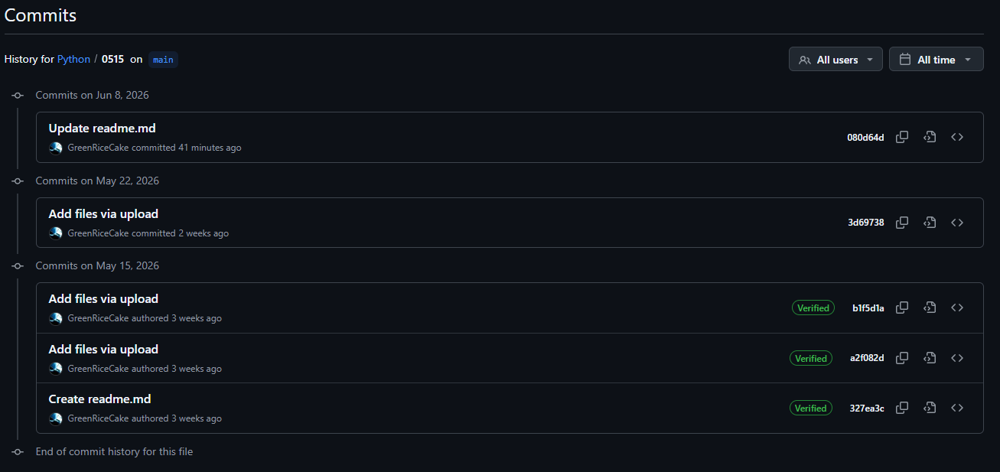 Commits
History for Python / 0515 on main
All users
All time
Commits on Jun 8, 2026
Update readme.md
GreenRiceCake committed 41 minutes ago
080d64d
Commits on May 22, 2026
Add files via upload
GreenRiceCake committed 2 weeks ago
3d69738
Commits on May 15, 2026
Add files via upload
GreenRiceCake authored 3 weeks ago
Verified
b1f5d1a
Add files via upload
GreenRiceCake authored 3 weeks ago
Verified
a2f082d
Create readme.md
GreenRiceCake authored 3 weeks ago
Verified
327ea3c
End of commit history for this file